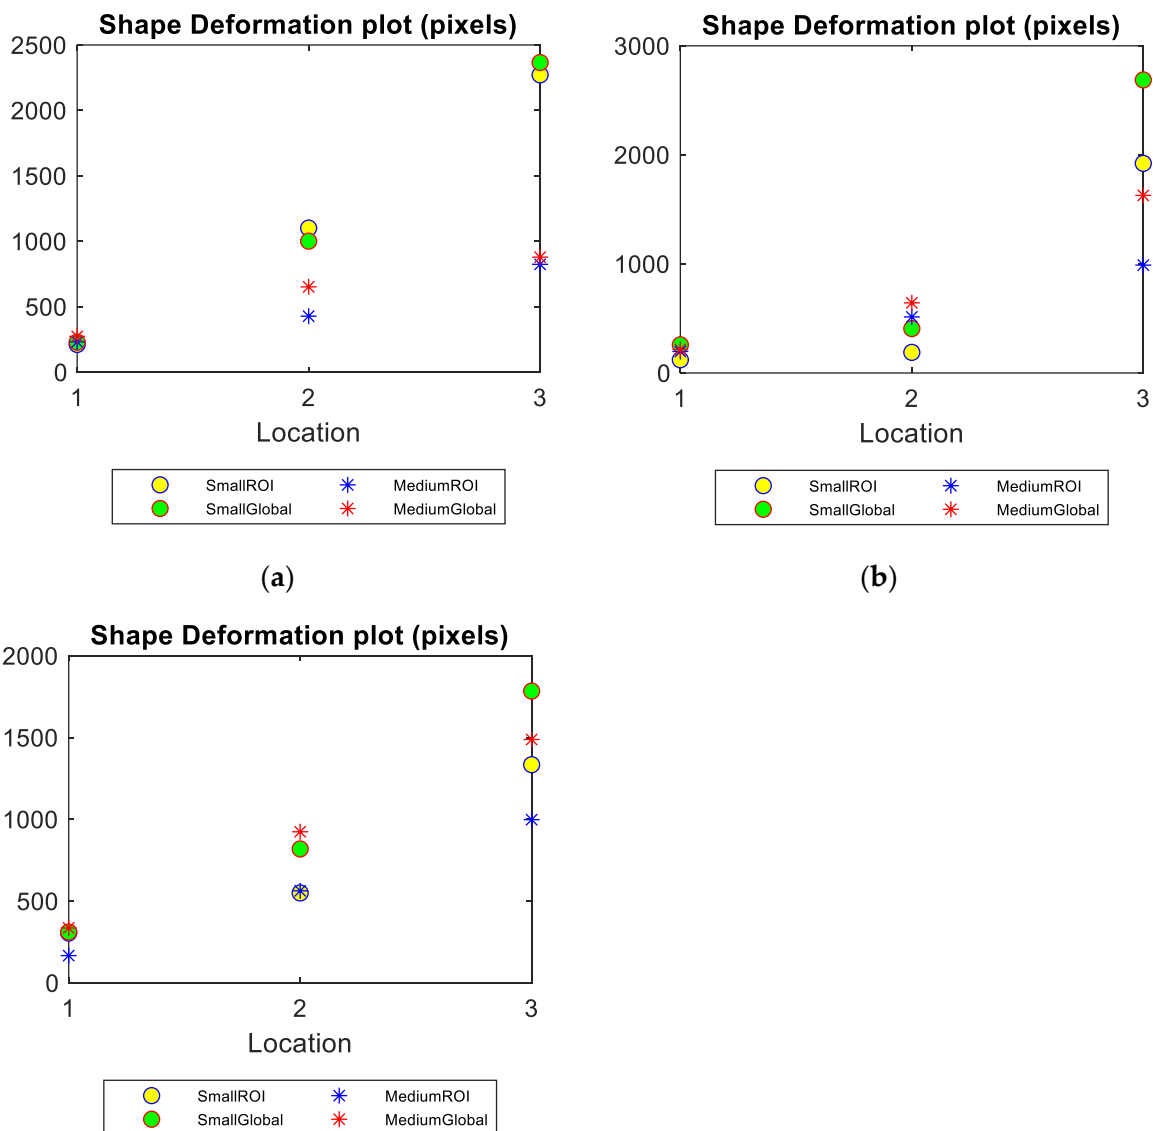 Shape Deformation plot (pixels)
2500
2000
1500
1000
500
0
1 2 3
Location
SmallROI MediumROI
SmallGlobal MediumGlobal
(a)
Shape Deformation plot (pixels)
3000
2000
1000
0
1 2 3
Location
SmallROI MediumROI
SmallGlobal MediumGlobal
(b)
Shape Deformation plot (pixels)
2000
1500
1000
500
0
1 2 3
Location
SmallROI MediumROI
SmallGlobal MediumGlobal